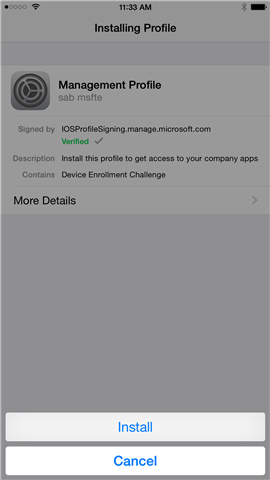 11:33 AM
Installing Profile
Management Profile
sab msfte
Signed by IOSProfileSigning.manage.microsoft.com
Verified
Description Install this profile to get access to your company apps
Contains Device Enrollment Challenge
More Details
Install
Cancel